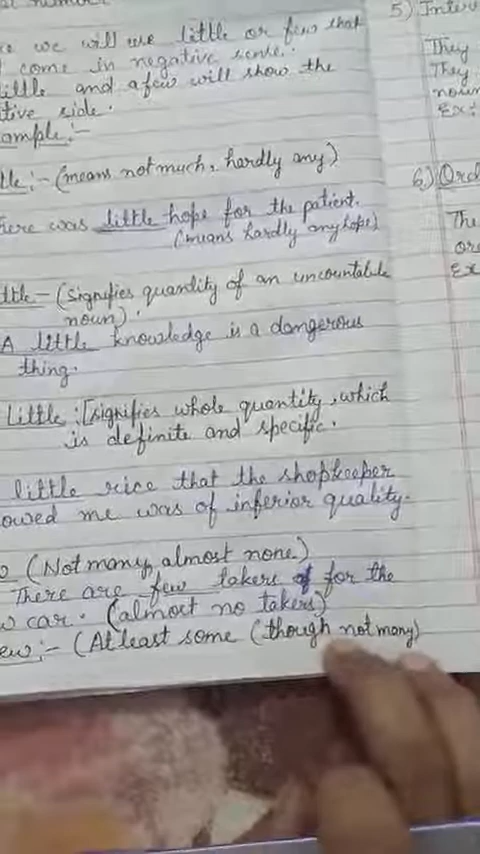 we will use little or few that
come in negative sense.
little and a few will show the
tive side.
ample:-
tle:- (means not much, hardly any)
here was little hope for the patient.
(means hardly any hope)
ttle - (signifies quantity of an uncountable
noun).
A little knowledge is a dangerous
thing.
Little: [signifies whole quantity, which
is definite and specific.
little rice that the shopkeeper
owed me was of inferior quality.
(Not many, almost none)
There are few takers for the
w car. (almost no takers)
ew:- (At least some (though not many)
5) Interr
They
They
noun
Ex:
6) Ord
The
ord
Ex